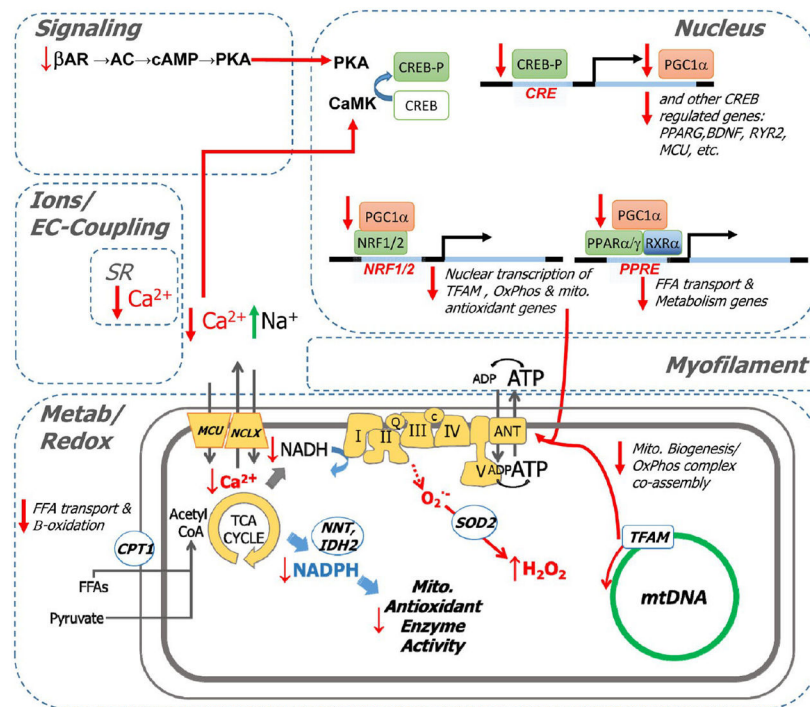 Signaling
βAR →AC→cAMP→PKA
Nucleus
PKA
CREB-P
CaMK
CREB
CREB-P
CRE
PGC1α
and other CREB
regulated genes:
PPARG,BDNF, RYR2,
MCU, etc.
Ions/
EC-Coupling
SR
Ca²⁺
Ca²⁺
Na⁺
PGC1α
NRF1/2
NRF1/2
Nuclear transcription of
TFAM , OxPhos & mito.
antioxidant genes
PGC1α
PPARα/γ
RXRα
PPRE
FFA transport &
Metabolism genes
Myofilament
Metab/
Redox
ADP
ATP
MCU
NCLX
Ca²⁺
NADH
I
II
Q
III
c
IV
V
ANT
ADP
ATP
Mito. Biogenesis/
OxPhos complex
co-assembly
FFA transport &
B-oxidation
CPT1
Acetyl
CoA
TCA
CYCLE
FFAs
Pyruvate
NNT,
IDH2
NADPH
Mito.
Antioxidant
Enzyme
Activity
O₂·-
SOD2
H₂O₂
TFAM
mtDNA